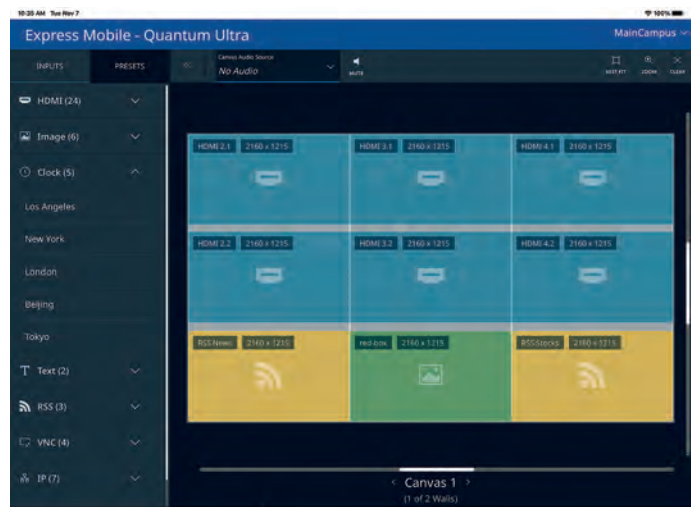 10:35 AM Tue Nov 7
100%
Express Mobile - Quantum Ultra
MainCampus
INPUTS
PRESETS
Canvas Audio Source
No Audio
MUTE
BEST FIT
ZOOM
CLEAR
HDMI (24)
Image (6)
Clock (5)
Los Angeles
New York
London
Beijing
Tokyo
Text (2)
RSS (3)
VNC (4)
IP (7)
HDMI 2.1 2160 x 1215
HDMI 3.1 2160 x 1215
HDMI 4.1 2160 x 1215
HDMI 2.2 2160 x 1215
HDMI 3.2 2160 x 1215
HDMI 4.2 2160 x 1215
RSS News 2160 x 1215
red box 2160 x 1215
RSS Stocks 2160 x 1215
Canvas 1
(1 of 2 Walls)